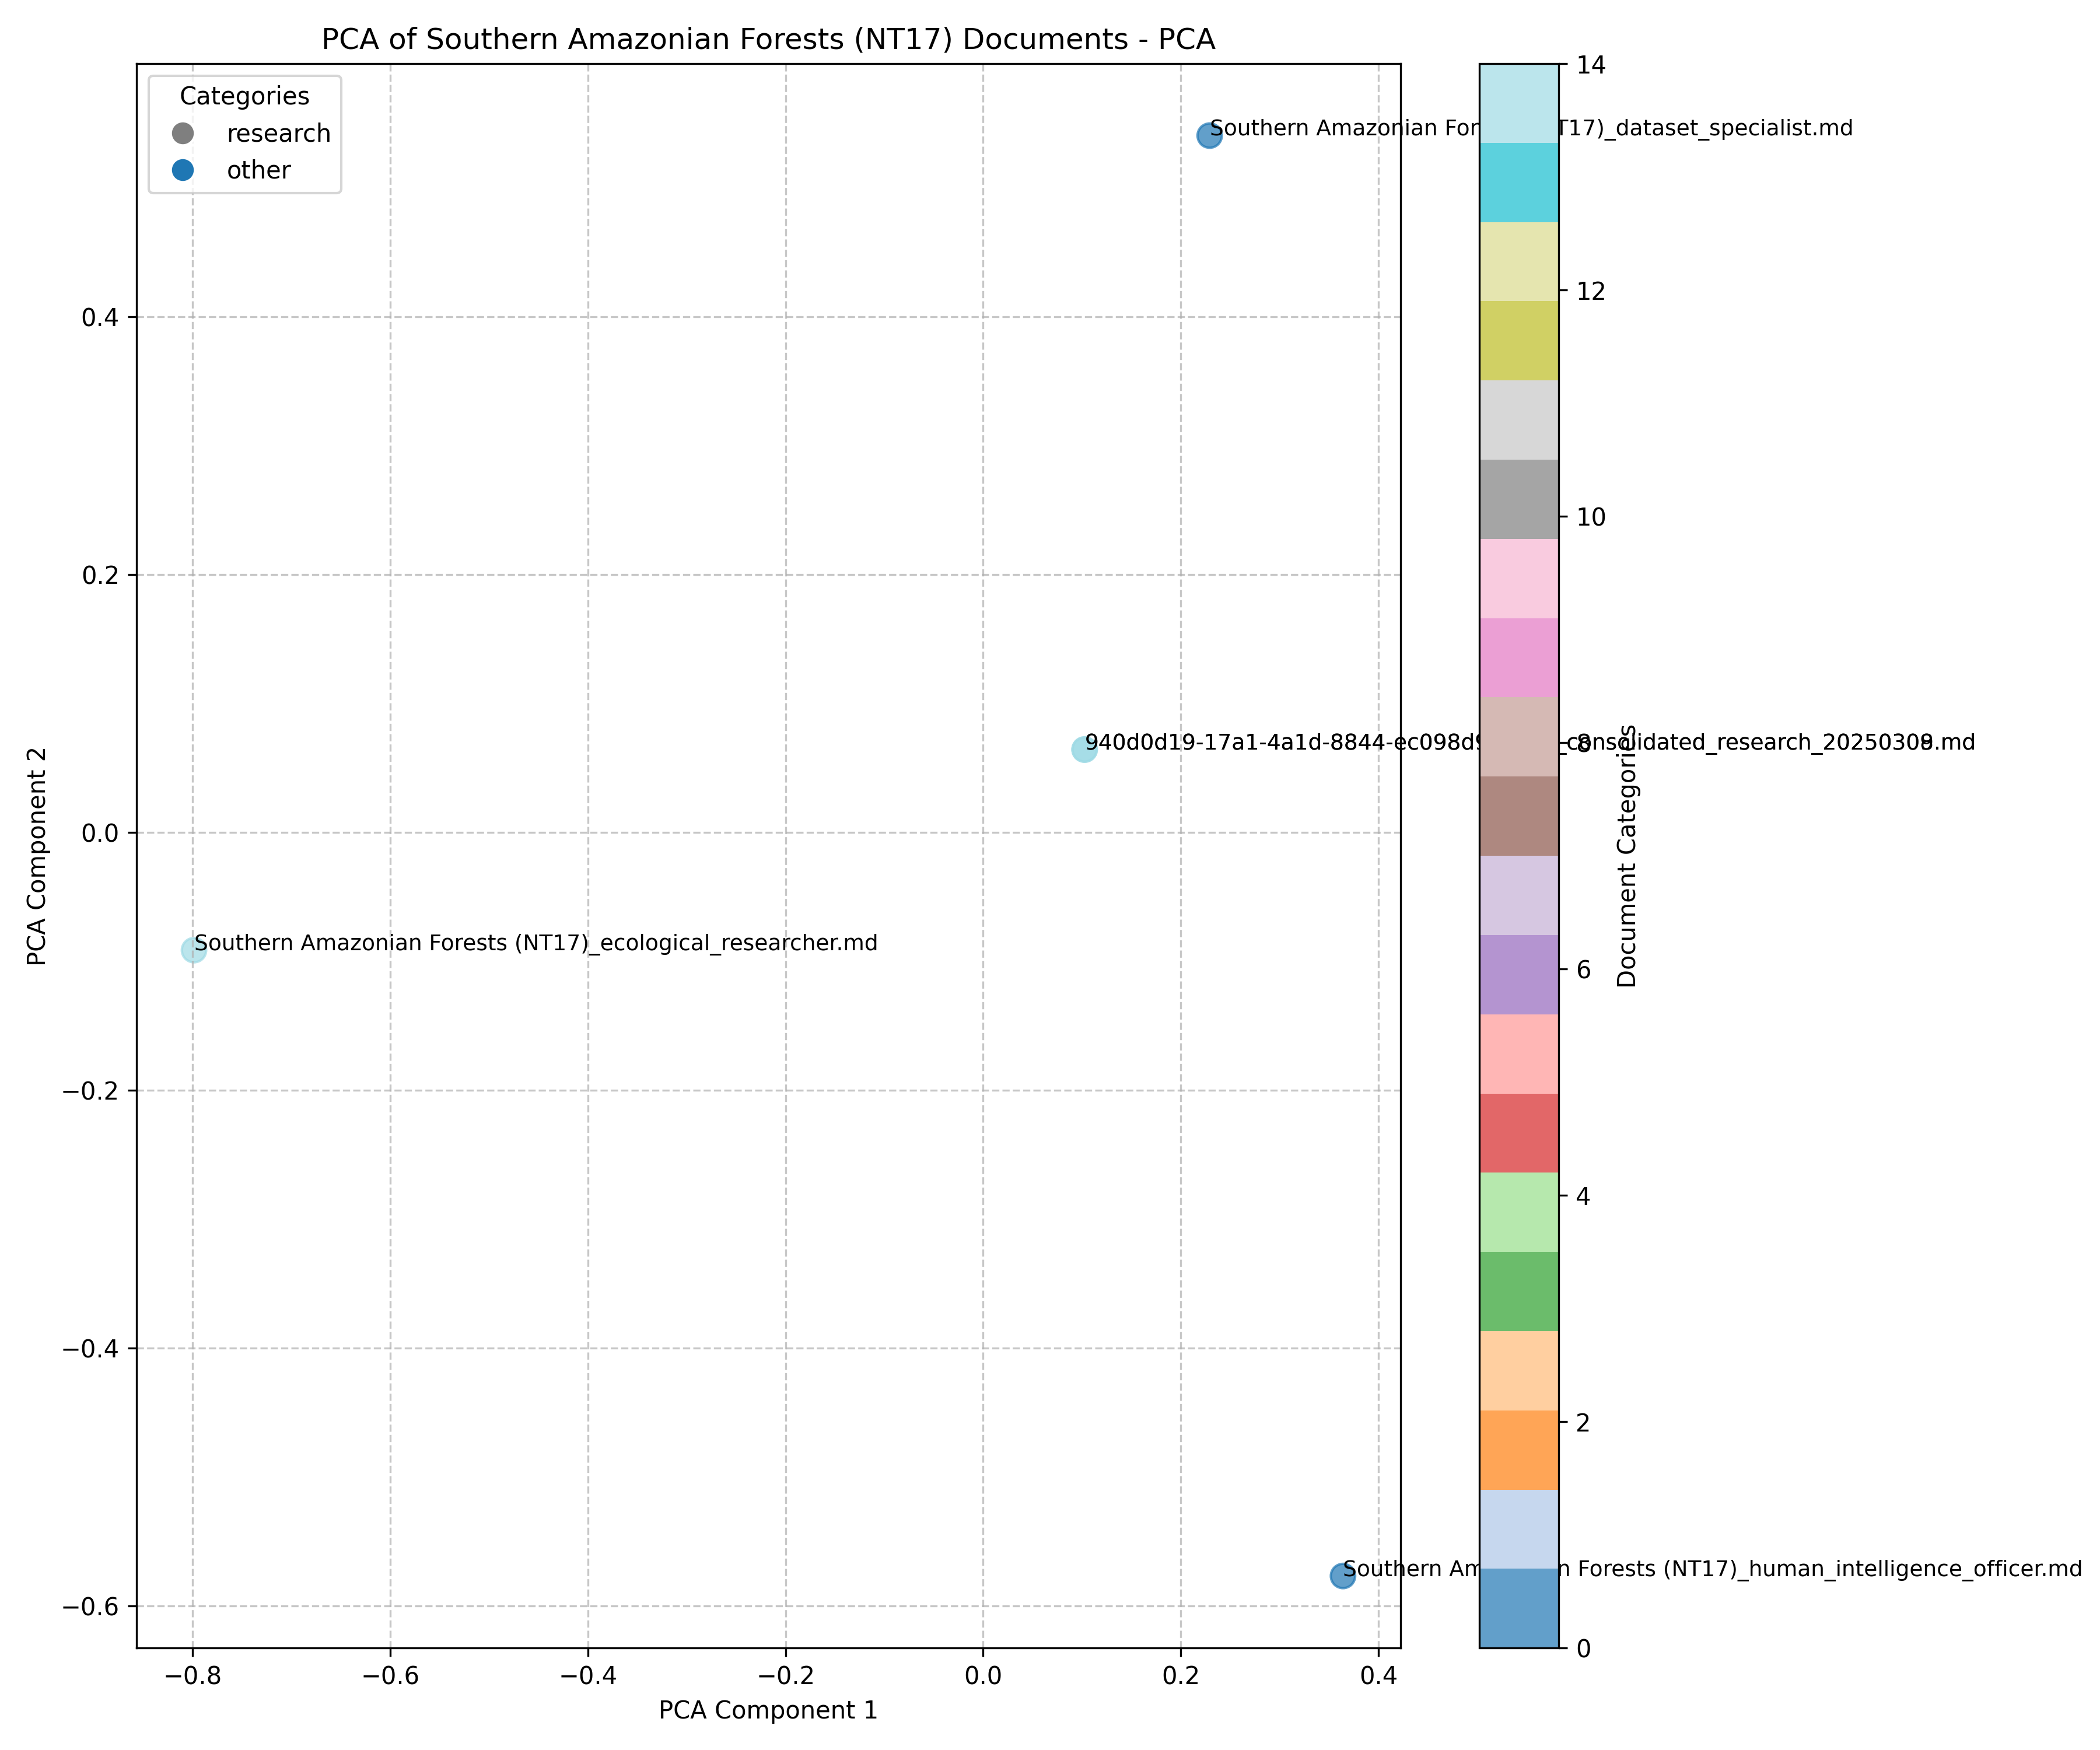 PCA of Southern Amazonian Forests (NT17) Documents - PCA
Categories
research
other
Southern Amazonian For T17)_dataset_specialist.md
940d0d19-17a1-4a1d-8844-ec098d _consolidated_research_2025030 .md
Southern Amazonian Forests (NT17)_ecological_researcher.md
Southern Am n Forests (NT17)_human_intelligence_officer.md
0.4
0.2
0.0
−0.2
−0.4
−0.6
PCA Component 2
−0.8
−0.6
−0.4
−0.2
0.0
0.2
0.4
PCA Component 1
14
12
10
8
6
4
2
0
Document Categories